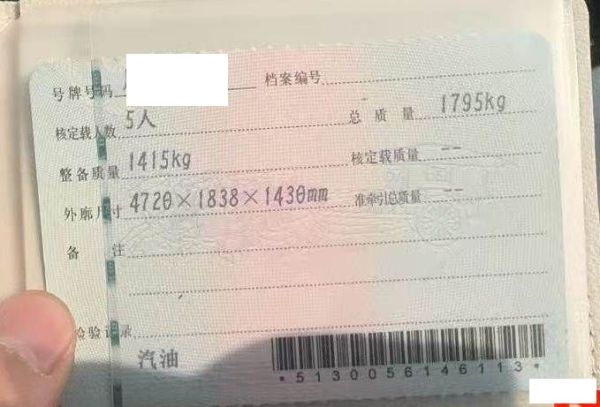 号牌号码 档案编号
核定载人数 5人 总质量 1795kg
整备质量 1415kg 核定载质量 --
外廓尺寸 4720×1838×1430mm 准牵引总质量 --
备注
检验记录
汽油
*5130056146113*